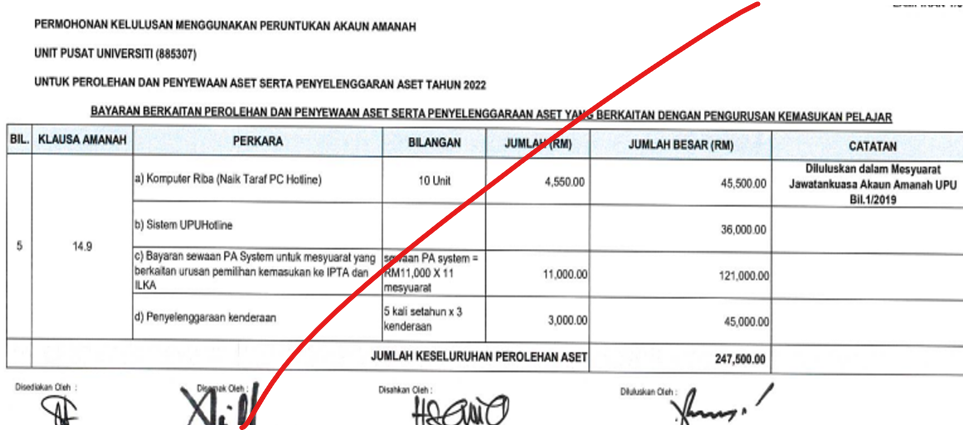 PERMOHONAN KELULUSAN MENGGUNAKAN PERUNTUKAN AKAUN AMANAH
UNIT PUSAT UNIVERSITI (885307)
UNTUK PEROLEHAN DAN PENYEWAAN ASET SERTA PENYELENGGARAN ASET TAHUN 2022
BAYARAN BERKAITAN PEROLEHAN DAN PENYEWAAN ASET SERTA PENYELENGGARAAN ASET YANG BERKAITAN DENGAN PENGURUSAN KEMASUKAN PELAJAR
BIL. KLAUSA AMANAH PERKARA BILANGAN JUMLAH (RM) JUMLAH BESAR (RM) CATATAN
5 14.9
a) Komputer Riba (Naik Taraf PC Hotline) 10 Unit 4,550.00 45,500.00
Diluluskan dalam Mesyuarat
Jawatankuasa Akaun Amanah UPU
Bil.1/2019
b) Sistem UPUHotline 36,000.00
c) Bayaran sewaan PA System untuk mesyuarat yang
berkaitan urusan pemilihan kemasukan ke IPTA dan
ILKA
sewaan PA system =
RM11,000 X 11
mesyuarat
11,000.00 121,000.00
d) Penyelenggaraan kenderaan
5 kali setahun x 3
kenderaan
3,000.00 45,000.00
JUMLAH KESELURUHAN PEROLEHAN ASET 247,500.00
Disediakan Oleh : Disemak Oleh : Disahkan Oleh : Diluluskan Oleh :